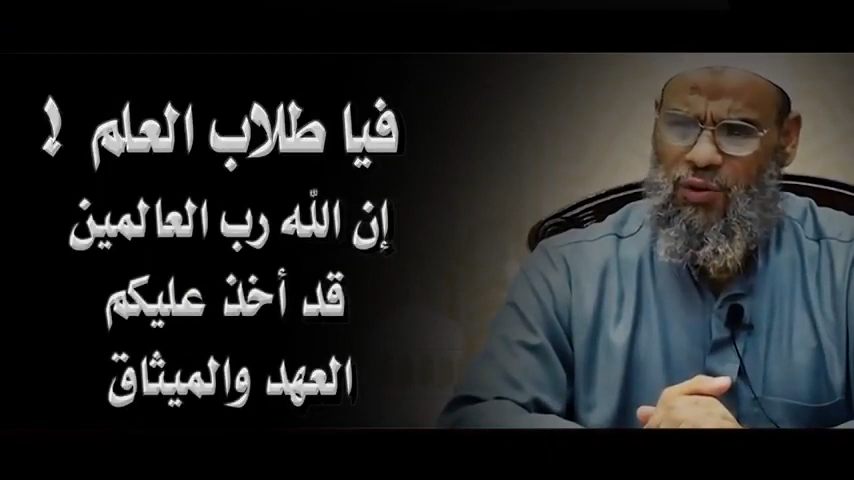 فيا طلاب العلم !
إن الله رب العالمين
قد أخذ عليكم
العهد والميثاق